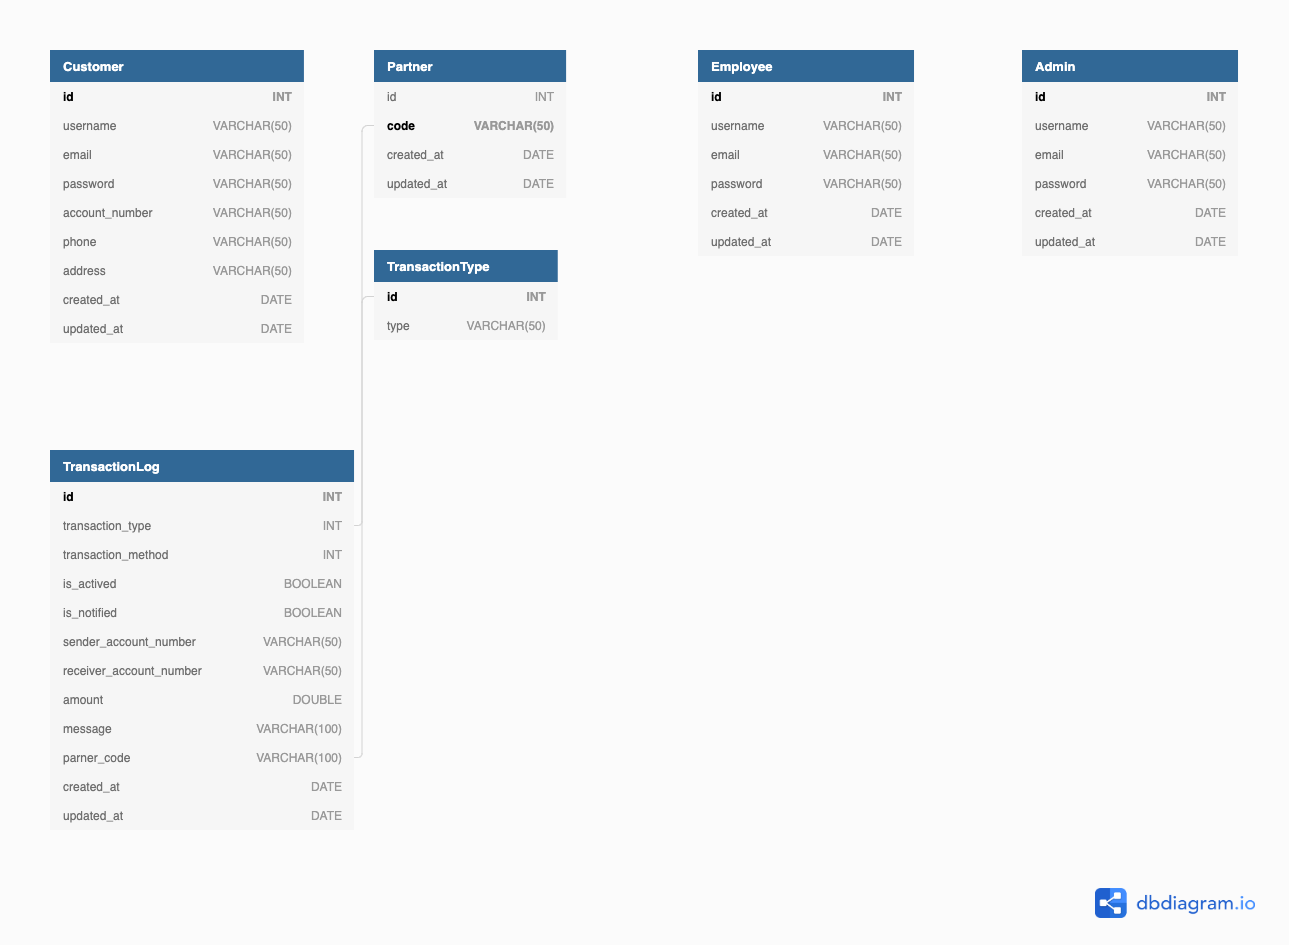 Customer
id INT
username VARCHAR(50)
email VARCHAR(50)
password VARCHAR(50)
account_number VARCHAR(50)
phone VARCHAR(50)
address VARCHAR(50)
created_at DATE
updated_at DATE
Partner
id INT
code VARCHAR(50)
created_at DATE
updated_at DATE
TransactionType
id INT
type VARCHAR(50)
Employee
id INT
username VARCHAR(50)
email VARCHAR(50)
password VARCHAR(50)
created_at DATE
updated_at DATE
Admin
id INT
username VARCHAR(50)
email VARCHAR(50)
password VARCHAR(50)
created_at DATE
updated_at DATE
TransactionLog
id INT
transaction_type INT
transaction_method INT
is_actived BOOLEAN
is_notified BOOLEAN
sender_account_number VARCHAR(50)
receiver_account_number VARCHAR(50)
amount DOUBLE
message VARCHAR(100)
parner_code VARCHAR(100)
created_at DATE
updated_at DATE
dbdiagram.io